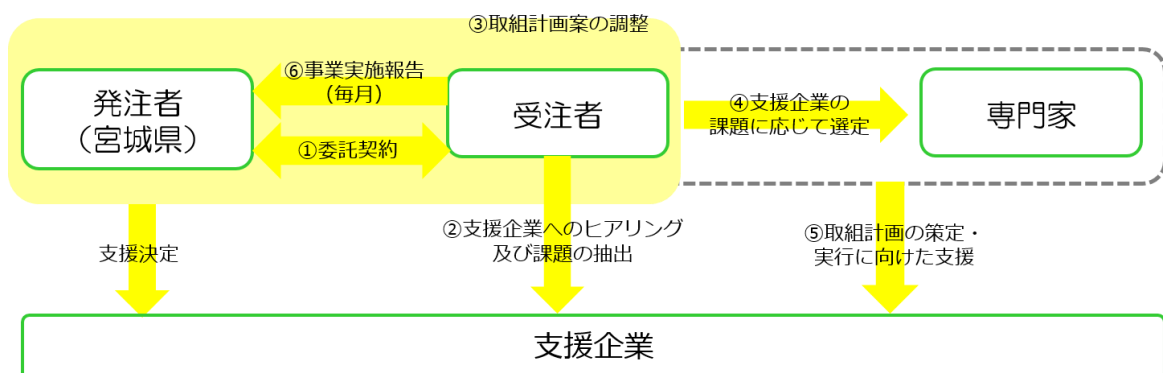 ③取組計画案の調整
発注者
（宮城県）
⑥事業実施報告
（毎月）
①委託契約
受注者
④支援企業の
課題に応じて選定
専門家
支援決定
②支援企業へのヒアリング
及び課題の抽出
⑤取組計画の策定・
実行に向けた支援
支援企業